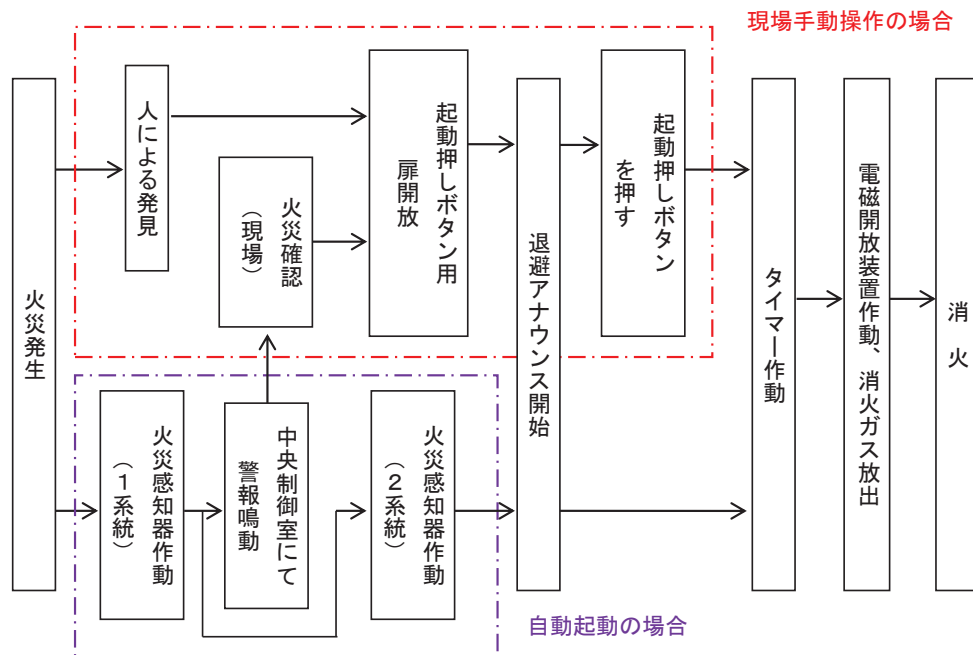 現場手動操作の場合
火災発生
人による発見
火災確認
（現場）
起動押しボタン用
扉開放
退避アナウンス開始
起動押しボタン
を押す
タイマー作動
電磁開放装置作動、消火ガス放出
消 火
火災感知器作動
（１系統）
中央制御室にて
警報鳴動
火災感知器作動
（２系統）
自動起動の場合